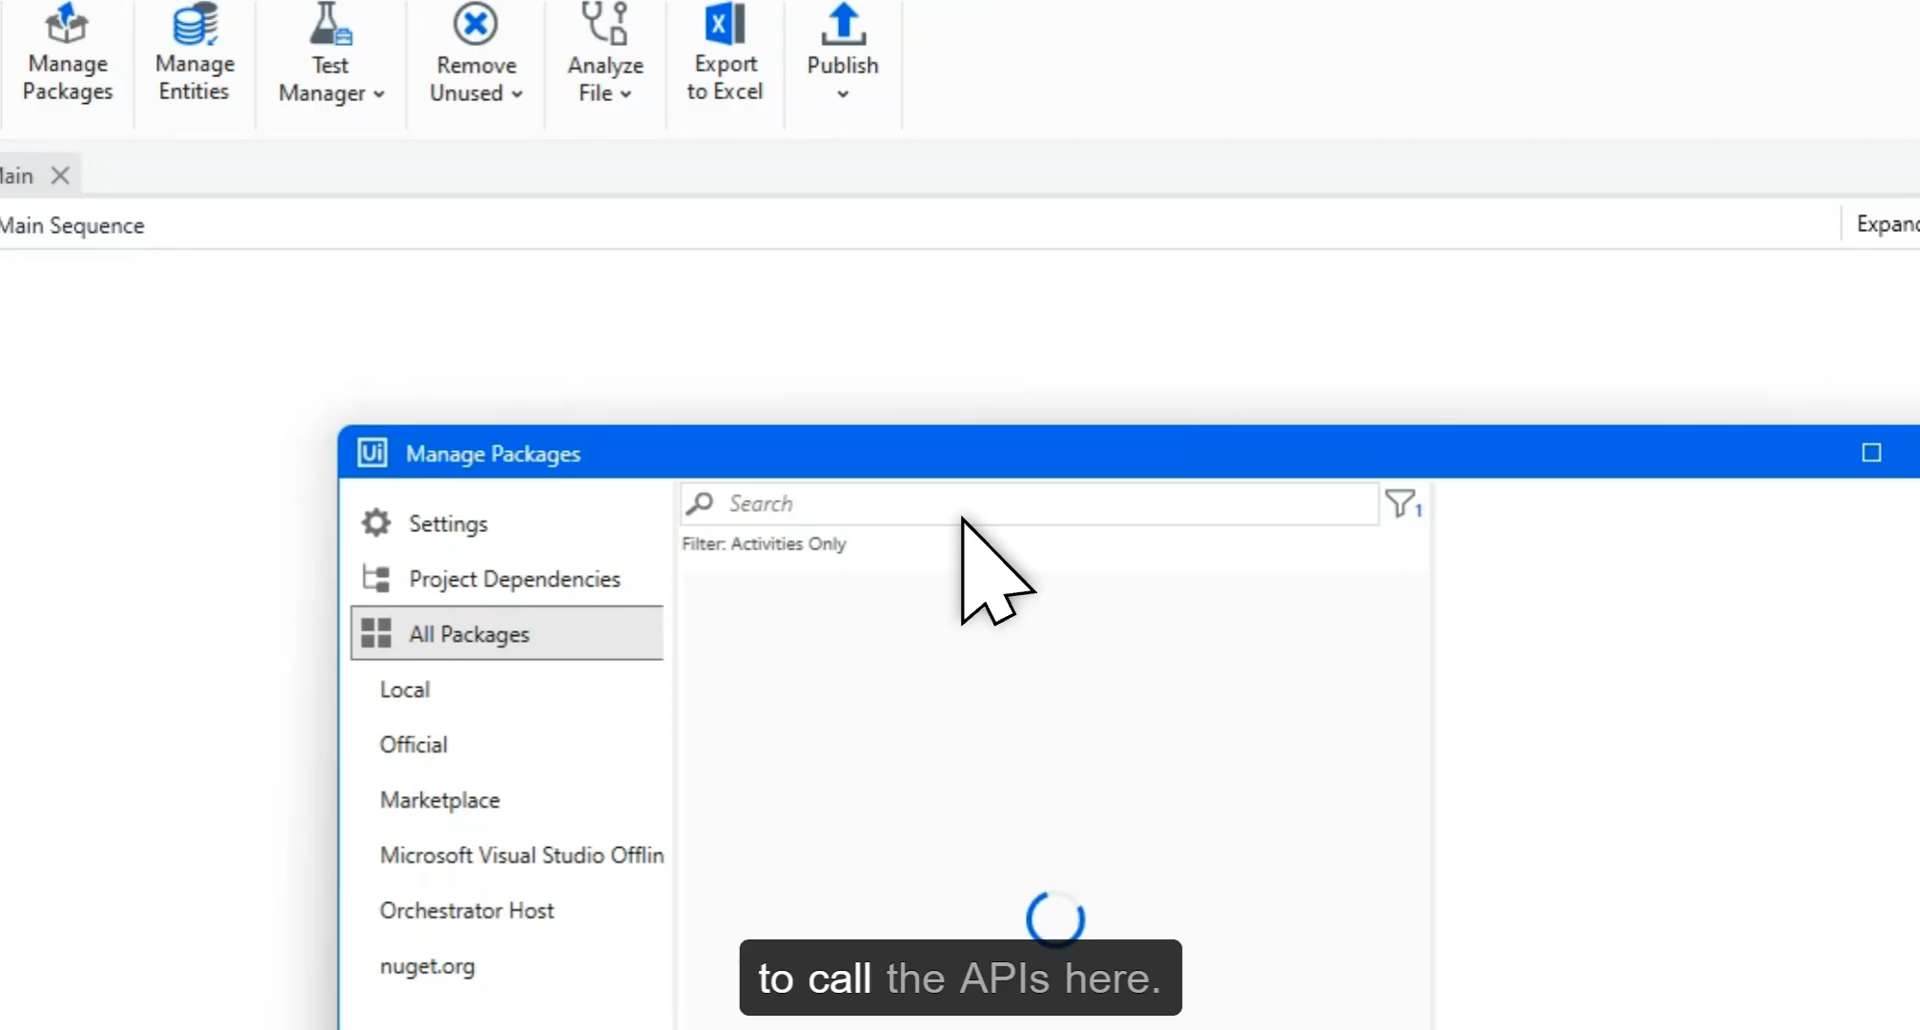 Manage
Packages
Manage
Entities
Test
Manager
Remove
Unused
Analyze
File
Export
to Excel
Publish
Main Sequence
Expand
Ui Manage Packages
Settings
Project Dependencies
All Packages
Local
Official
Marketplace
Microsoft Visual Studio Offlin
Orchestrator Host
nuget.org
Search
1
Filter: Activities Only
to call the APIs here.